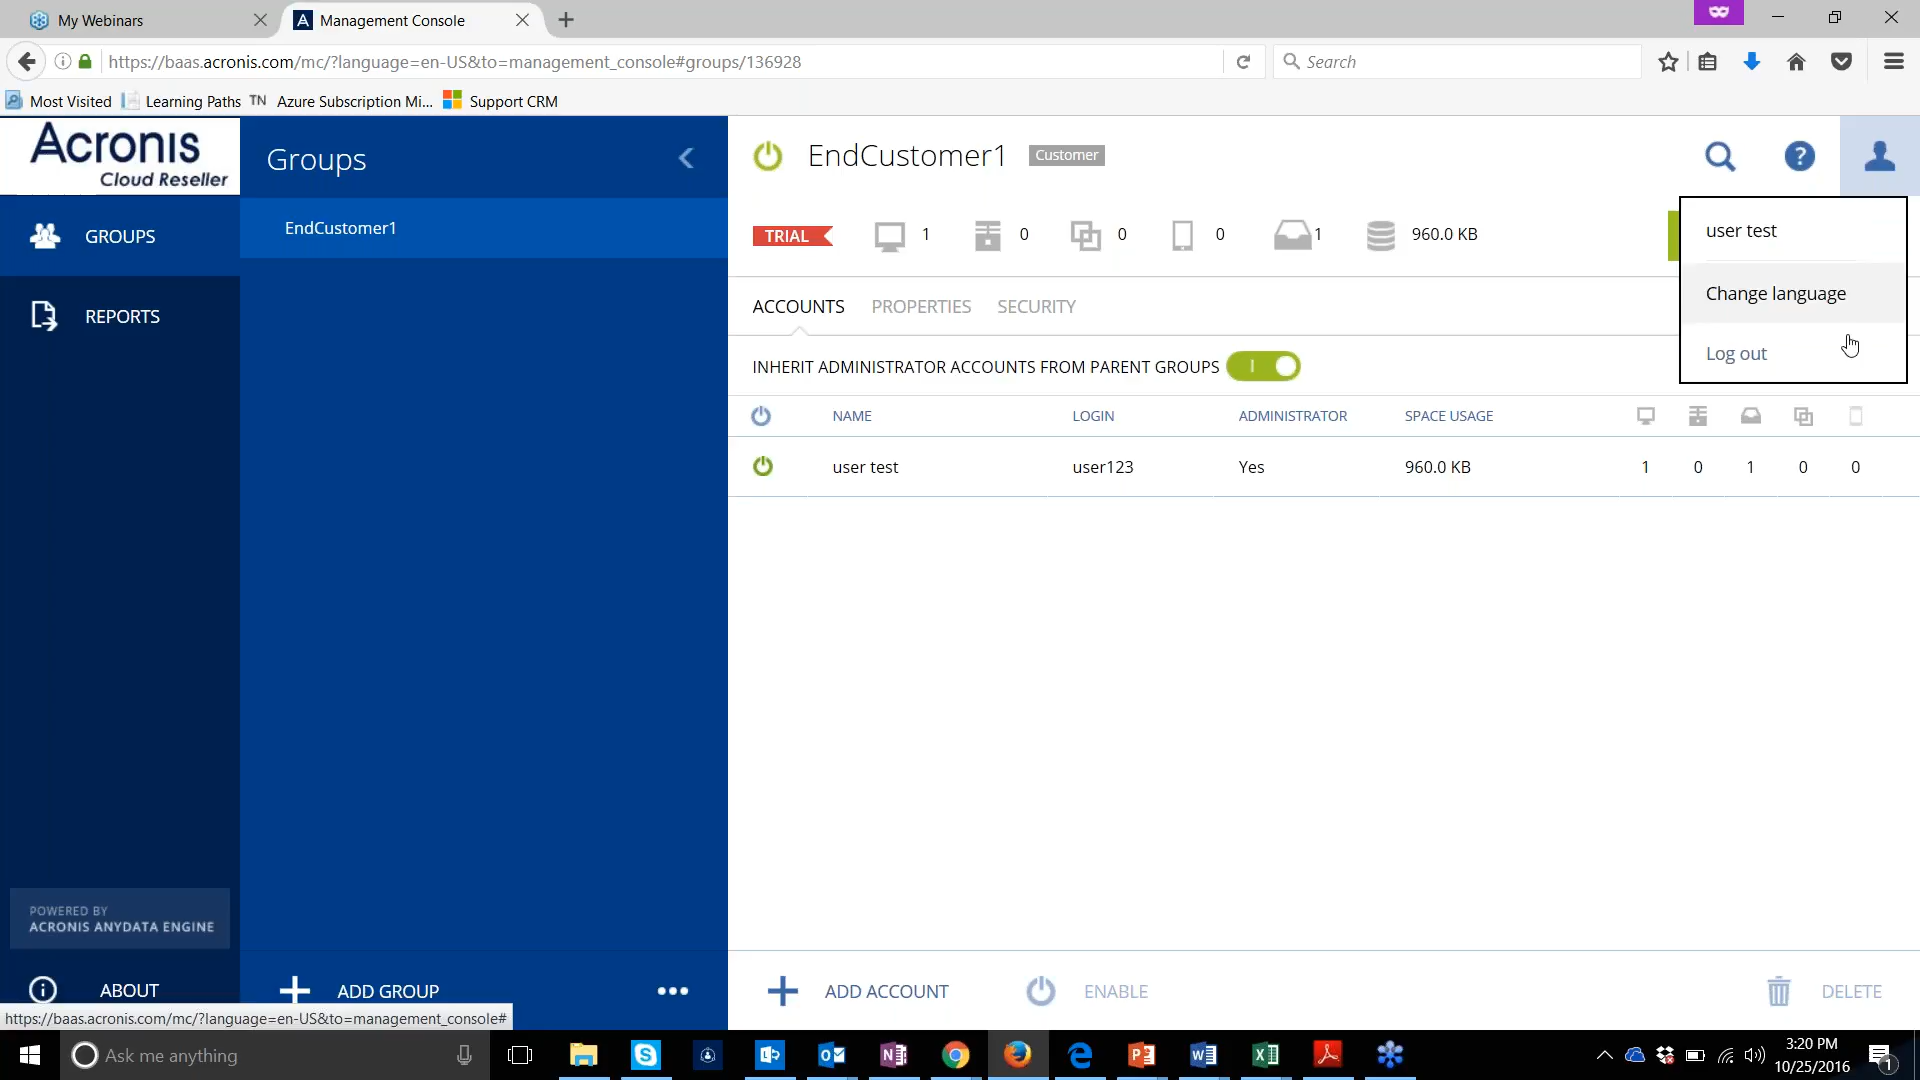 My Webinars
A Management Console
https://baas.acronis.com/mc/?language=en-US&to=management_console#groups/136928
Search
Most Visited Learning Paths TN Azure Subscription Mi... Support CRM
Acronis
Cloud Reseller
GROUPS
REPORTS
POWERED BY
ACRONIS ANYDATA ENGINE
ABOUT
Groups
EndCustomer1
ADD GROUP
EndCustomer1 Customer
TRIAL 1 0 0 0 1 960.0 KB
user test
Change language
Log out
ACCOUNTS PROPERTIES SECURITY
INHERIT ADMINISTRATOR ACCOUNTS FROM PARENT GROUPS
NAME LOGIN ADMINISTRATOR SPACE USAGE
user test user123 Yes 960.0 KB 1 0 1 0 0
ADD ACCOUNT ENABLE DELETE
https://baas.acronis.com/mc/?language=en-US&to=management_console#
Ask me anything
3:20 PM
10/25/2016
1